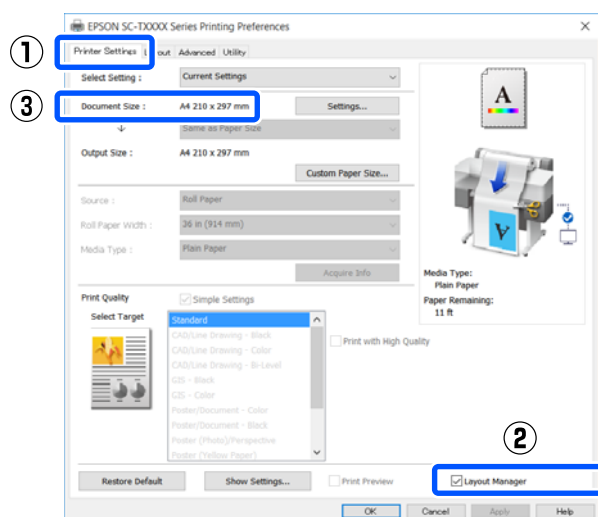 EPSON SC-TXXXX Series Printing Preferences
①
Printer Settings out Advanced Utility
Select Setting : Current Settings
③
Document Size : A4 210 x 297 mm Settings...
Same as Paper Size
Output Size : A4 210 x 297 mm
Custom Paper Size...
Source : Roll Paper
Roll Paper Width : 36 in (914 mm)
Media Type : Plain Paper
Acquire Info
A
A
Media Type:
Plain Paper
Paper Remaining:
11 ft
Print Quality Simple Settings
Select Target Standard
CAD/Line Drawing - Black
CAD/Line Drawing - Color
CAD/Line Drawing - Bi-Level
GIS - Black
GIS - Color
Poster/Document - Color
Poster/Document - Black
Poster (Photo)/Perspective
Poster (Yellow Paper)
Print with High Quality
②
Restore Default Show Settings... Print Preview Layout Manager
OK Cancel Apply Help